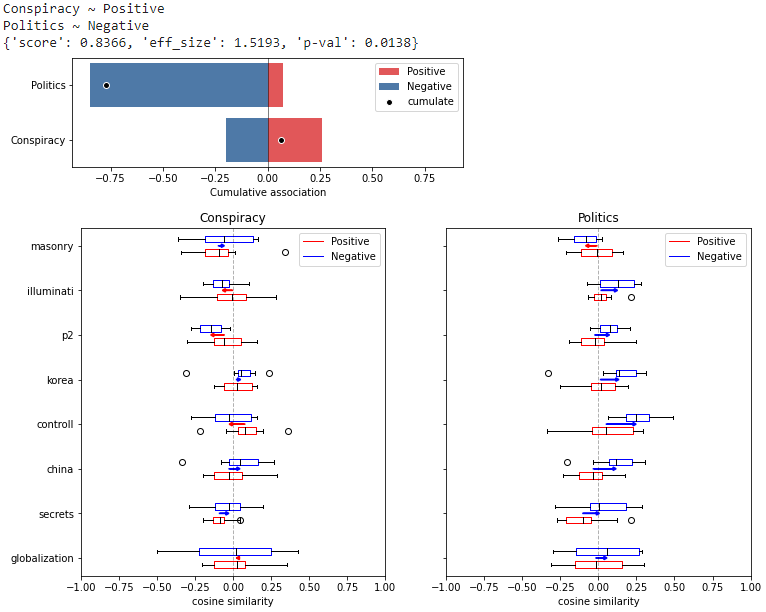 Conspiracy ~ Positive
Politics ~ Negative
{'score': 0.8366, 'eff_size': 1.5193, 'p-val': 0.0138}
Politics
Conspiracy
Positive
Negative
cumulate
−0.75 −0.50 −0.25 0.00 0.25 0.50 0.75
Cumulative association
Conspiracy
Positive
Negative
masonry
illuminati
p2
korea
controll
china
secrets
globalization
−1.00 −0.75 −0.50 −0.25 0.00 0.25 0.50 0.75 1.00
cosine similarity
Politics
Positive
Negative
−1.00 −0.75 −0.50 −0.25 0.00 0.25 0.50 0.75 1.00
cosine similarity